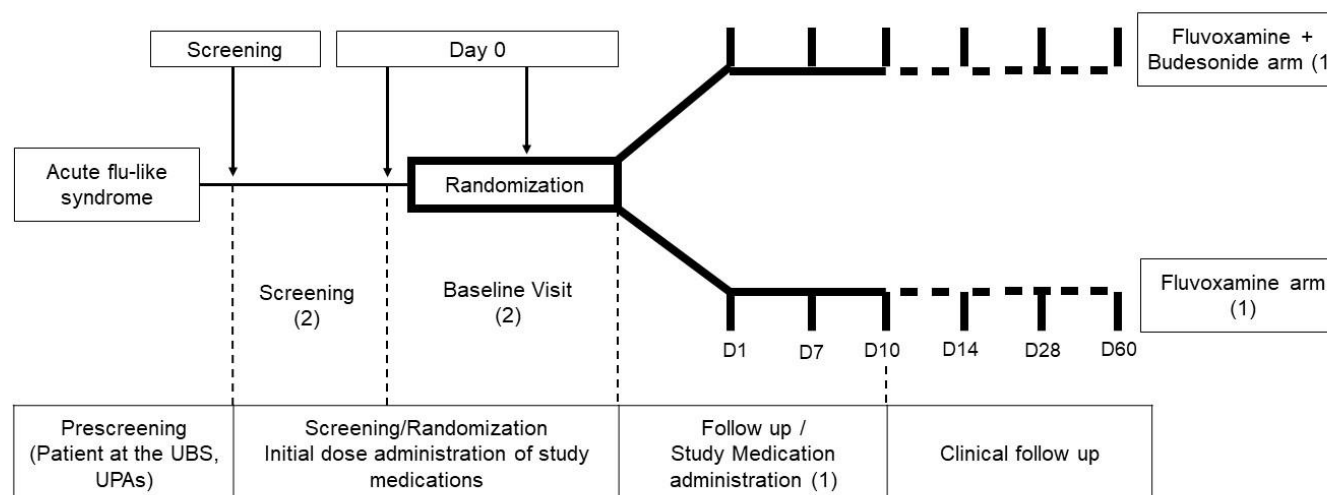 Screening
Day 0
Fluvoxamine +
Budesonide arm (1
Acute flu-like
syndrome
Randomization
Screening
(2)
Baseline Visit
(2)
Fluvoxamine arm
(1)
D1
D7
D10
D14
D28
D60
Prescreening
(Patient at the UBS,
UPAs)
Screening/Randomization
Initial dose administration of study
medications
Follow up /
Study Medication
administration (1)
Clinical follow up